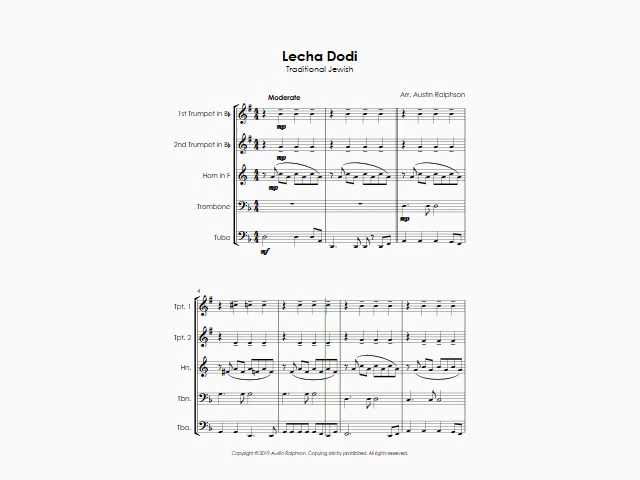 Lecha Dodi
Traditional Jewish
Arr. Austin Ralphson
Moderate
1st Trumpet in B♭
mp
2nd Trumpet in B♭
mp
Horn in F
mp
Trombone
mp
Tuba
mf
4
Tpt. 1
Tpt. 2
Hn.
Tbn.
Tba.
Copyright © 2019 Austin Ralphson. Copying strictly prohibited. All rights reserved.